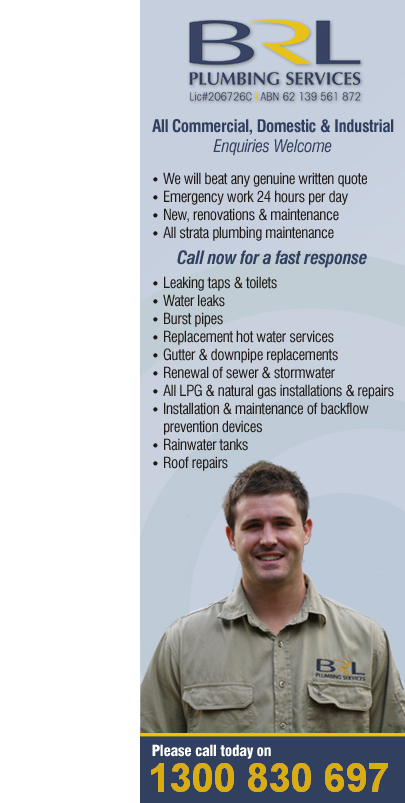 BRL
PLUMBING SERVICES
Lic#206726C | ABN 62 139 561 872
All Commercial, Domestic & Industrial
Enquiries Welcome
• We will beat any genuine written quote
• Emergency work 24 hours per day
• New, renovations & maintenance
• All strata plumbing maintenance
Call now for a fast response
• Leaking taps & toilets
• Water leaks
• Burst pipes
• Replacement hot water services
• Gutter & downpipe replacements
• Renewal of sewer & stormwater
• All LPG & natural gas installations & repairs
• Installation & maintenance of backflow
prevention devices
• Rainwater tanks
• Roof repairs
BRL
PLUMBING SERVICES
Please call today on
1300 830 697